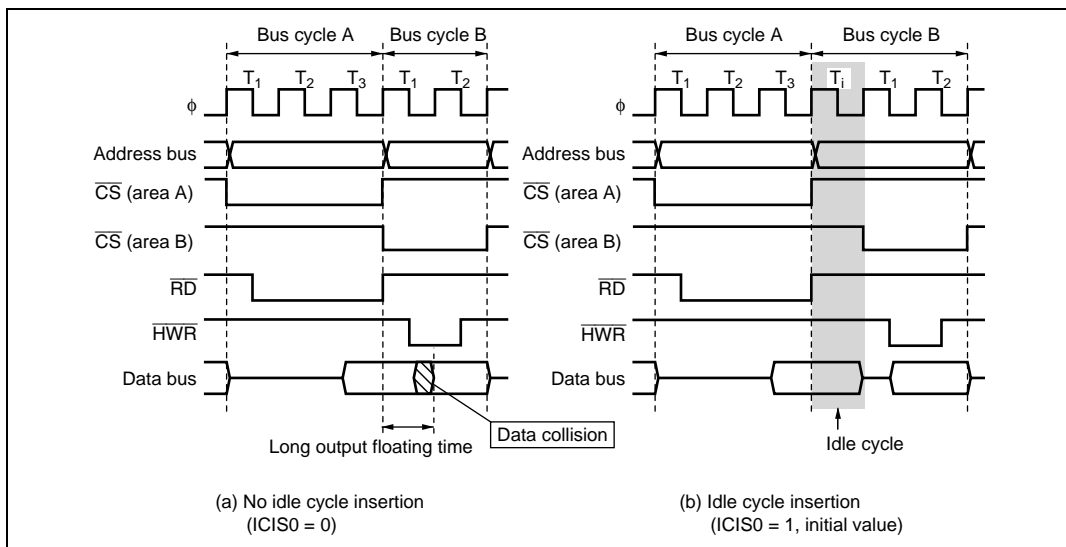 Bus cycle A Bus cycle B
T1 T2 T3 T1 T2
φ
Address bus
CS (area A)
CS (area B)
RD
HWR
Data bus
Long output floating time
Data collision
(a) No idle cycle insertion
(ICIS0 = 0)
Bus cycle A Bus cycle B
T1 T2 T3 Ti T1 T2
φ
Address bus
CS (area A)
CS (area B)
RD
HWR
Data bus
Idle cycle
(b) Idle cycle insertion
(ICIS0 = 1, initial value)